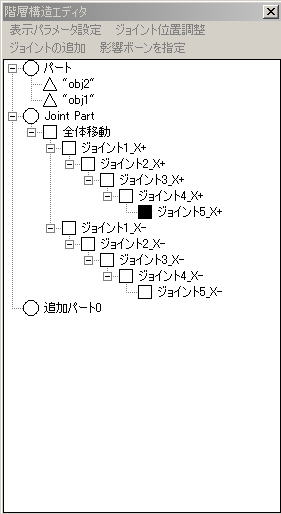 階層構造エディタ
表示パラメータ設定 ジョイント位置調整
ジョイントの追加 影響ボーンを指定
パート
"obj2"
"obj1"
Joint Part
全体移動
ジョイント1_X+
ジョイント2_X+
ジョイント3_X+
ジョイント4_X+
ジョイント5_X+
ジョイント1_X-
ジョイント2_X-
ジョイント3_X-
ジョイント4_X-
ジョイント5_X-
追加パート0